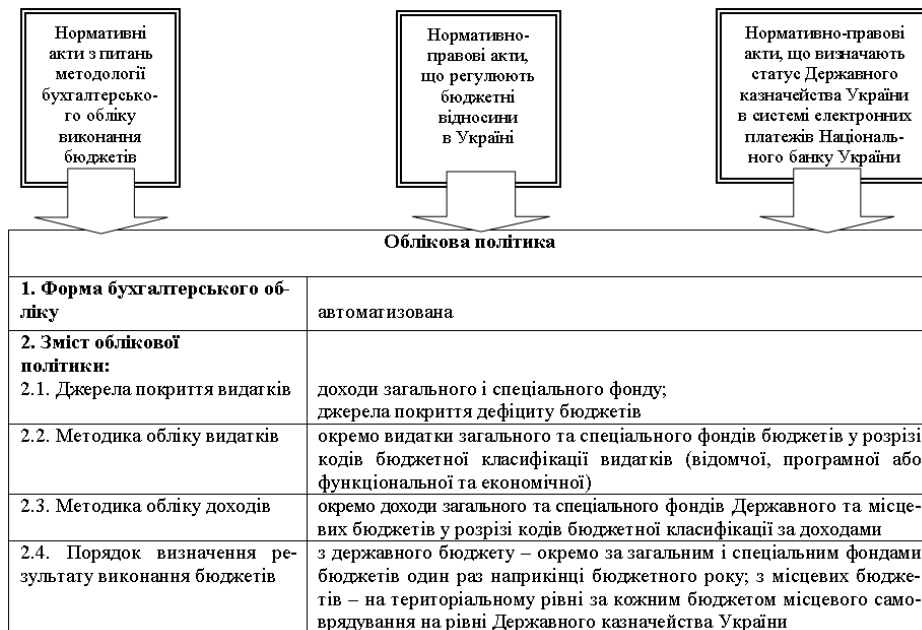 Нормативні
акти з питань
методології
бухгалтерсько-
го обліку
виконання
бюджетів
Нормативно-
правові акти,
що регулюють
бюджетні
відносини
в Україні
Нормативно-правові
акти, що визначають
статус Державного
казначейства України
в системі електронних
платежів Національ-
ного банку України
Облікова політика
1. Форма бухгалтерського об-
ліку
автоматизована
2. Зміст облікової
політики:
2.1. Джерела покриття видатків
доходи загального і спеціального фонду;
джерела покриття дефіциту бюджетів
2.2. Методика обліку видатків
окремо видатки загального та спеціального фондів бюджетів у розрізі
кодів бюджетної класифікації видатків (відомчої, програмної або
функціональної та економічної)
2.3. Методика обліку доходів
окремо доходи загального та спеціального фондів Державного та місце-
вих бюджетів у розрізі кодів бюджетної класифікації за доходами
2.4. Порядок визначення ре-
зультату виконання бюджетів
з державного бюджету – окремо за загальним і спеціальним фондами
бюджетів один раз наприкінці бюджетного року; з місцевих бюдже-
тів – на територіальному рівні за кожним бюджетом місцевого само-
врядування на рівні Державного казначейства України